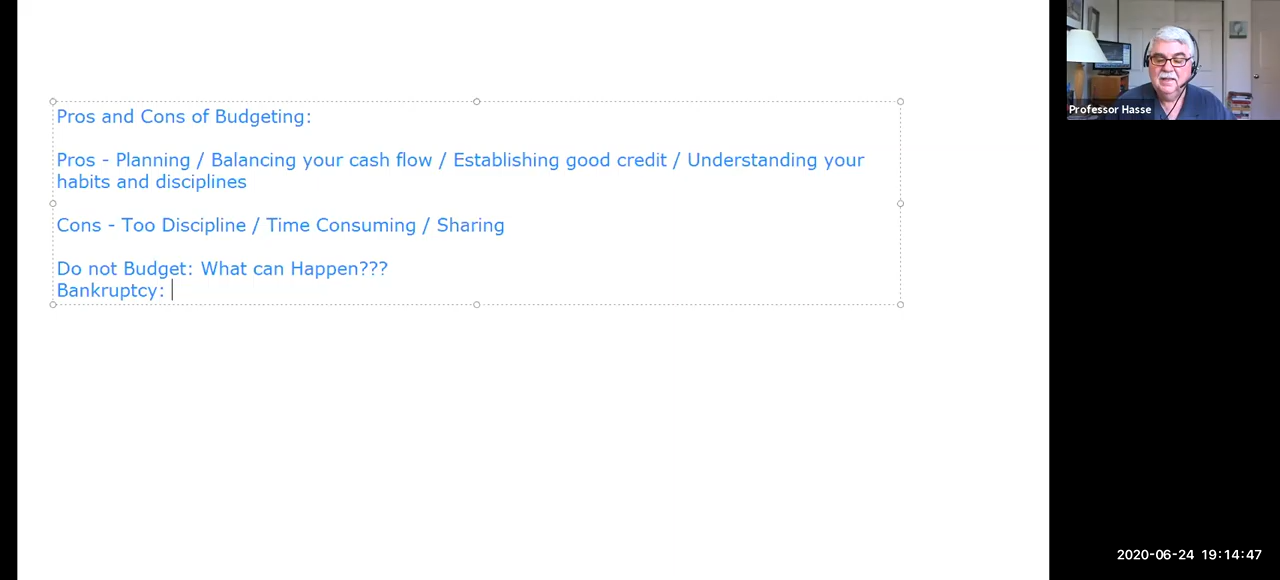 Pros and Cons of Budgeting:
Pros - Planning / Balancing your cash flow / Establishing good credit / Understanding your
habits and disciplines
Cons - Too Discipline / Time Consuming / Sharing
Do not Budget: What can Happen???
Bankruptcy:
Professor Hasse
2020-06-24 19:14:47